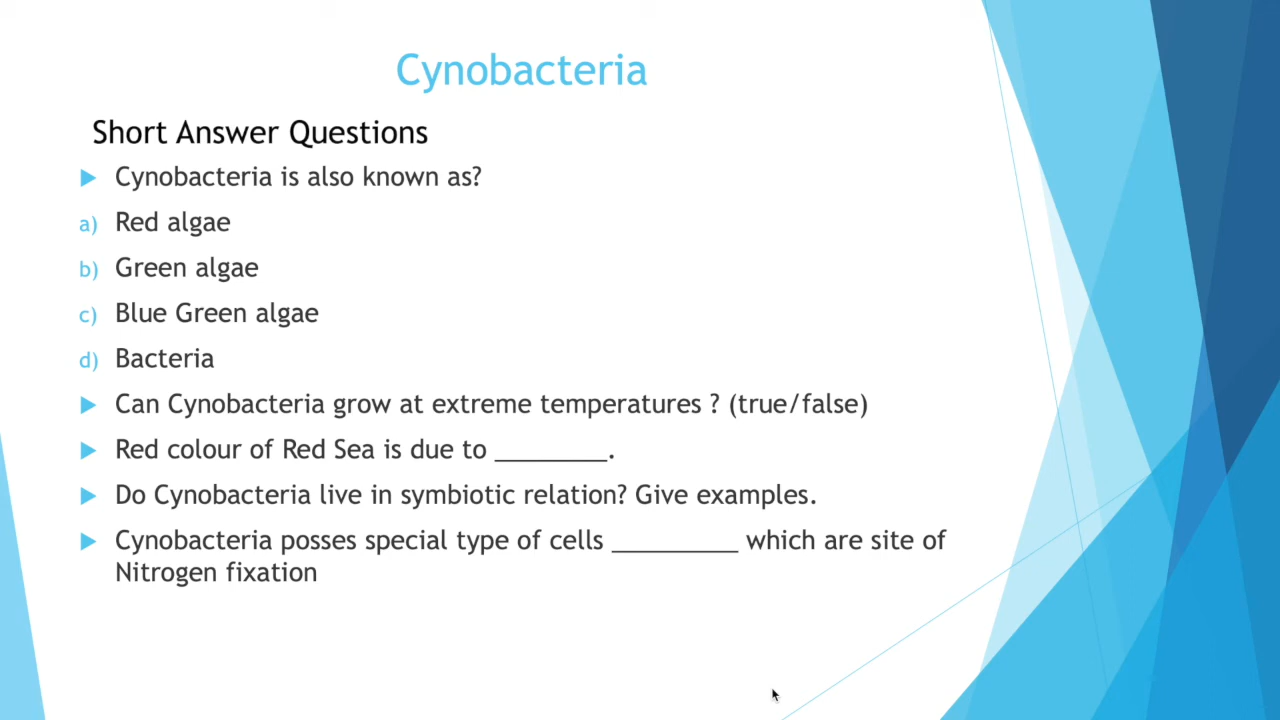 Cynobacteria
Short Answer Questions
Cynobacteria is also known as?
a) Red algae
b) Green algae
c) Blue Green algae
d) Bacteria
Can Cynobacteria grow at extreme temperatures ? (true/false)
Red colour of Red Sea is due to ________.
Do Cynobacteria live in symbiotic relation? Give examples.
Cynobacteria posses special type of cells _________ which are site of
Nitrogen fixation